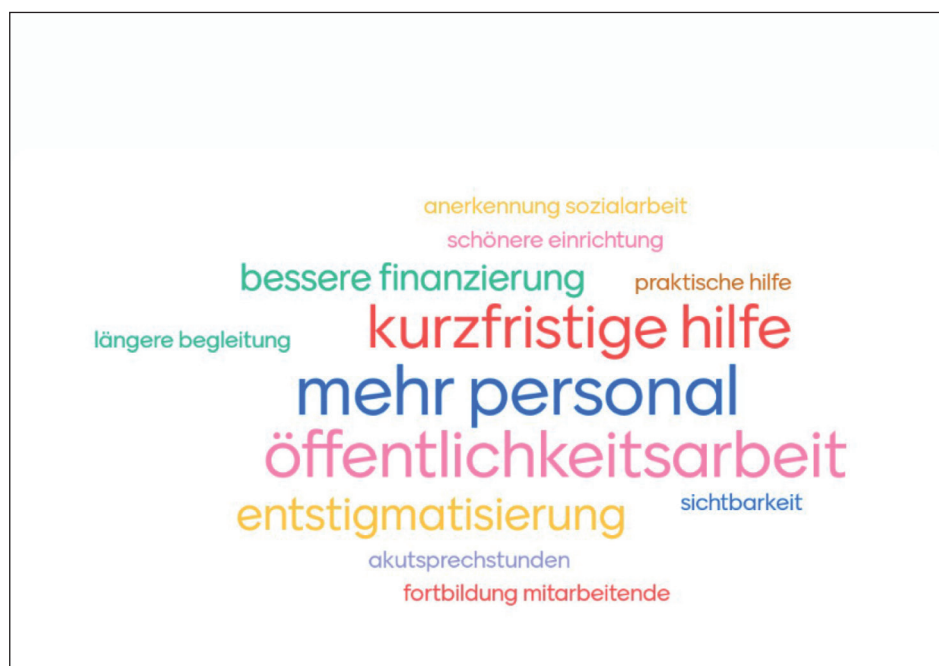 anerkennung sozialarbeit
schönere einrichtung
bessere finanzierung
praktische hilfe
kurzfristige hilfe
längere begleitung
mehr personal
öffentlichkeitsarbeit
entstigmatisierung
sichtbarkeit
akutsprechstunden
fortbildung mitarbeitende